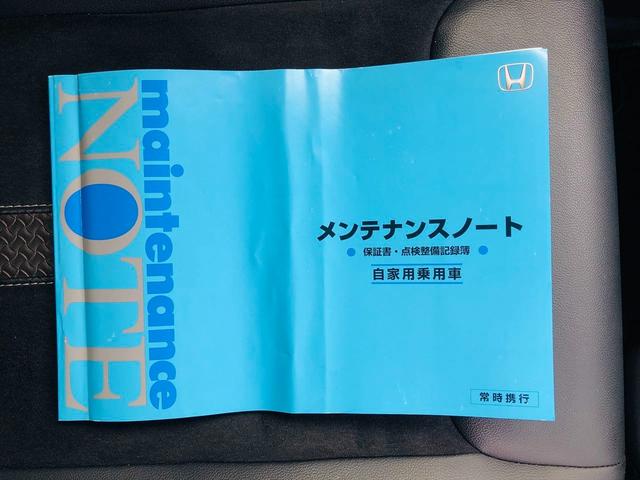 maintenance
NOTE
メンテナンスノート
● 保証書・点検整備記録簿 ●
自家用乗用車
常時携行